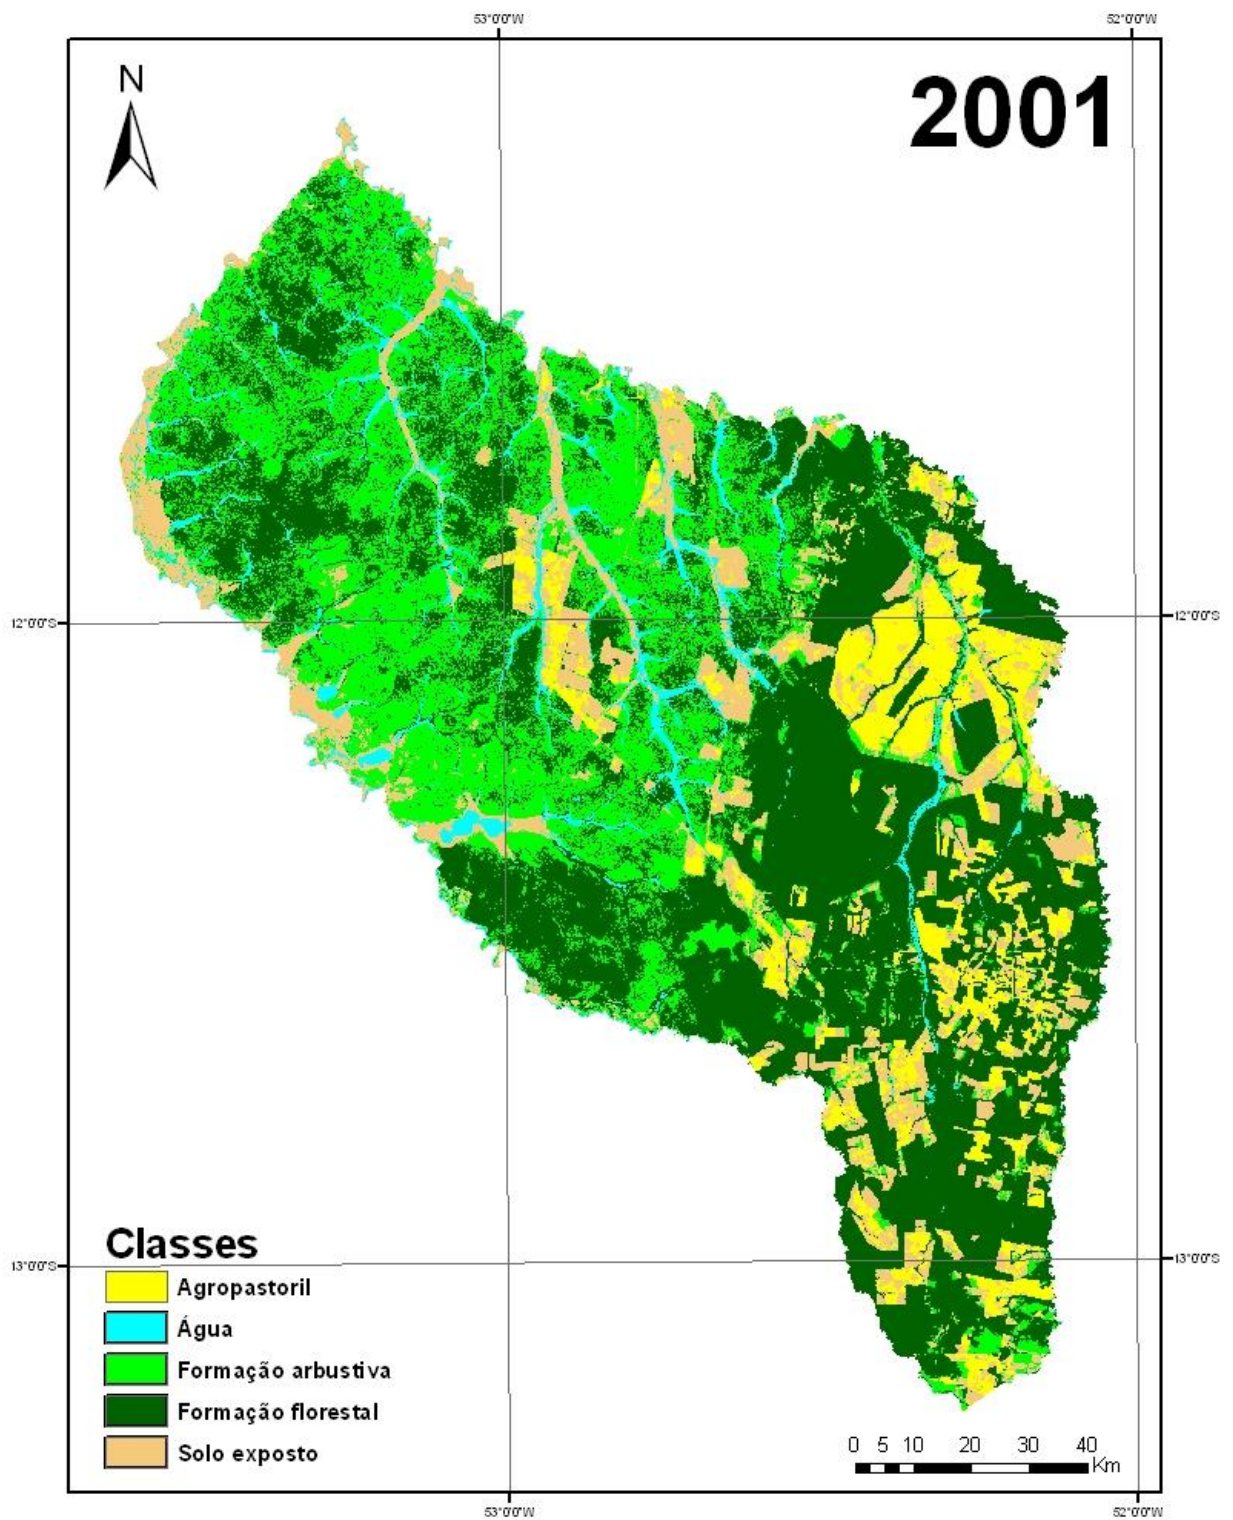 53°0'0"W 52°0'0"W
N
2001
12°0'0"S 12°0'0"S
Classes
13°0'0"S 13°0'0"S
Agropastoril
Água
Formação arbustiva
Formação florestal
Solo exposto
0 5 10 20 30 40
Km
53°0'0"W 52°0'0"W